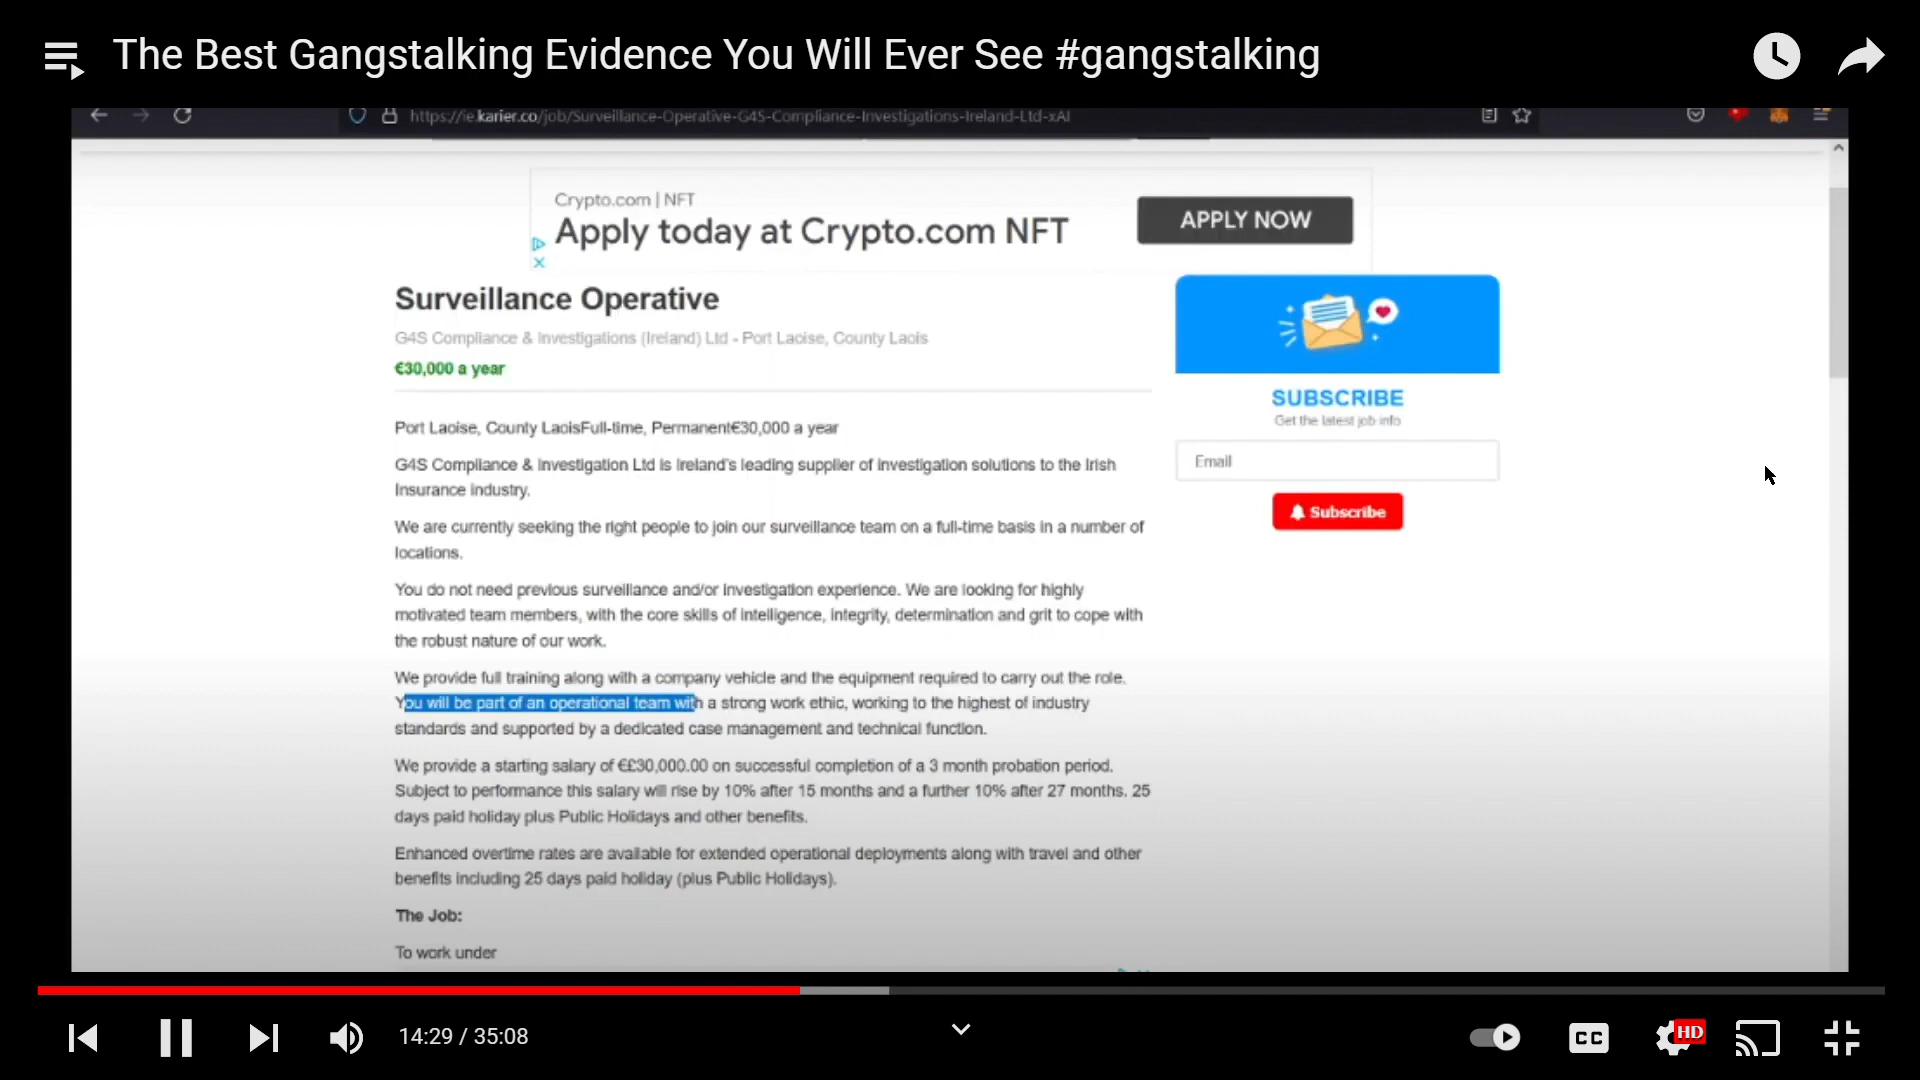 The Best Gangstalking Evidence You Will Ever See #gangstalking
https://ie.karier.co/job/Surveillance-Operative-G4S-Compliance-Investigations-Ireland-Ltd-xAI
Crypto.com | NFT
Apply today at Crypto.com NFT
APPLY NOW
Surveillance Operative
G4S Compliance & Investigations (Ireland) Ltd - Port Laoise, County Laois
€30,000 a year
Port Laoise, County LaoisFull-time, Permanent€30,000 a year
G4S Compliance & Investigation Ltd is Ireland's leading supplier of investigation solutions to the Irish
Insurance industry.
We are currently seeking the right people to join our surveillance team on a full-time basis in a number of
locations.
You do not need previous surveillance and/or investigation experience. We are looking for highly
motivated team members, with the core skills of intelligence, integrity, determination and grit to cope with
the robust nature of our work.
We provide full training along with a company vehicle and the equipment required to carry out the role.
You will be part of an operational team with a strong work ethic, working to the highest of industry
standards and supported by a dedicated case management and technical function.
We provide a starting salary of €£30,000.00 on successful completion of a 3 month probation period.
Subject to performance this salary will rise by 10% after 15 months and a further 10% after 27 months. 25
days paid holiday plus Public Holidays and other benefits.
Enhanced overtime rates are available for extended operational deployments along with travel and other
benefits including 25 days paid holiday (plus Public Holidays).
The Job:
To work under
SUBSCRIBE
Get the latest job info
Email
Subscribe
14:29 / 35:08
CC
HD